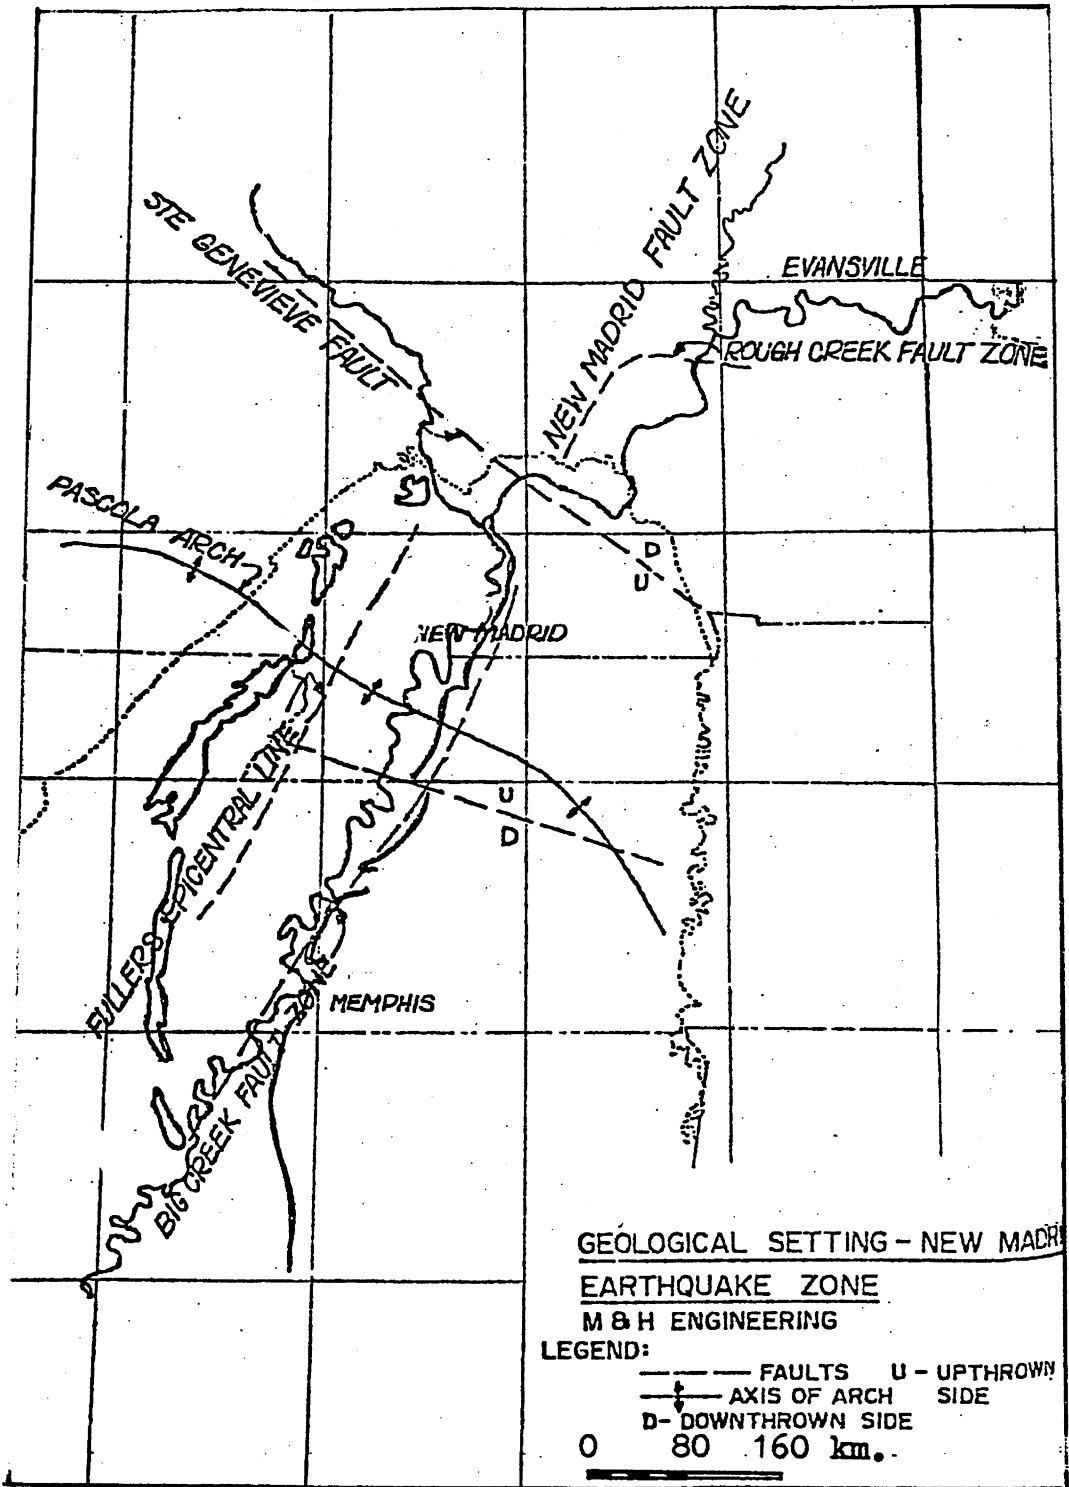 NEW MADRID FAULT ZONE
STE GENEVIEVE FAULT
EVANSVILLE
ROUGH CREEK FAULT ZONE
PASCOLA ARCH
D
U
NEW MADRID
U
D
FULLERS EPICENTRAL LINE
MEMPHIS
BIG CREEK FAULT ZONE
GEOLOGICAL SETTING - NEW MADRI
EARTHQUAKE ZONE
M & H ENGINEERING
LEGEND:
FAULTS U - UPTHROWN
AXIS OF ARCH SIDE
D- DOWNTHROWN SIDE
0 80 160 km.